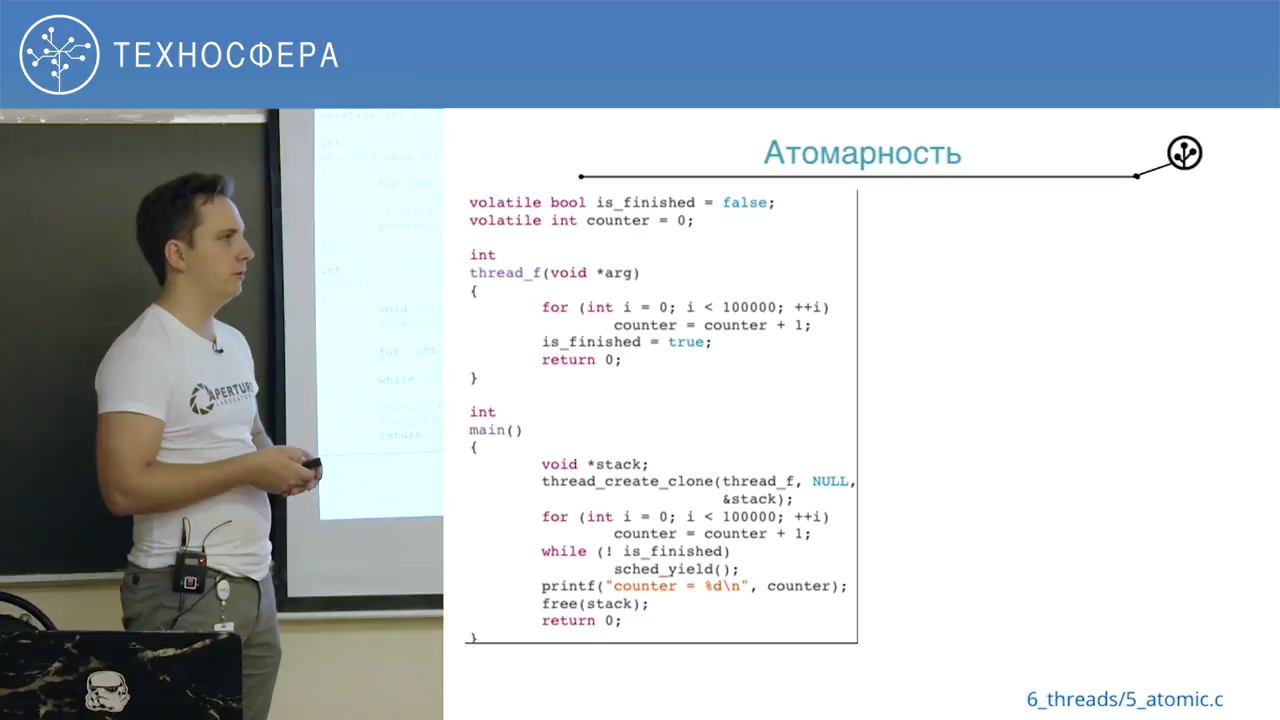 ТЕХНОСФЕРА
Атомарность
volatile bool is_finished = false;
volatile int counter = 0;
int
thread_f(void *arg)
{
for (int i = 0; i < 100000; ++i)
counter = counter + 1;
is_finished = true;
return 0;
}
int
main()
{
void *stack;
thread_create_clone(thread_f, NULL,
&stack);
for (int i = 0; i < 100000; ++i)
counter = counter + 1;
while (! is_finished)
sched_yield();
printf("counter = %d\n", counter);
free(stack);
return 0;
}
6_threads/5_atomic.c
APERTURE